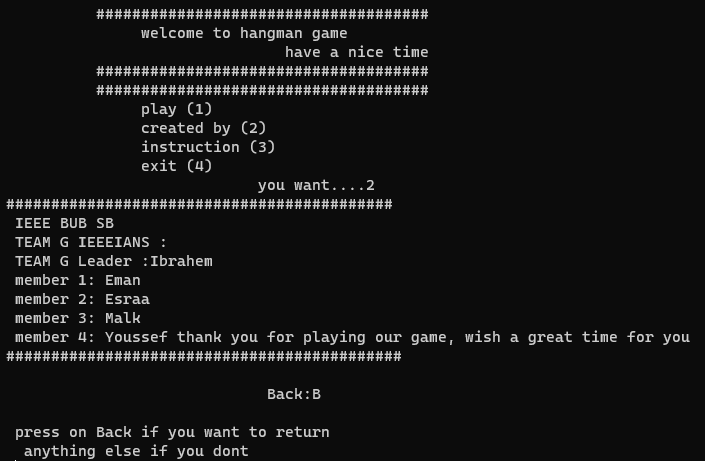 #####################################
welcome to hangman game
have a nice time
#####################################
#####################################
play (1)
created by (2)
instruction (3)
exit (4)
you want....2
###########################################
IEEE BUB SB
TEAM G IEEEIANS :
TEAM G Leader :Ibrahem
member 1: Eman
member 2: Esraa
member 3: Malk
member 4: Youssef thank you for playing our game, wish a great time for you
############################################
Back:B
press on Back if you want to return
anything else if you dont